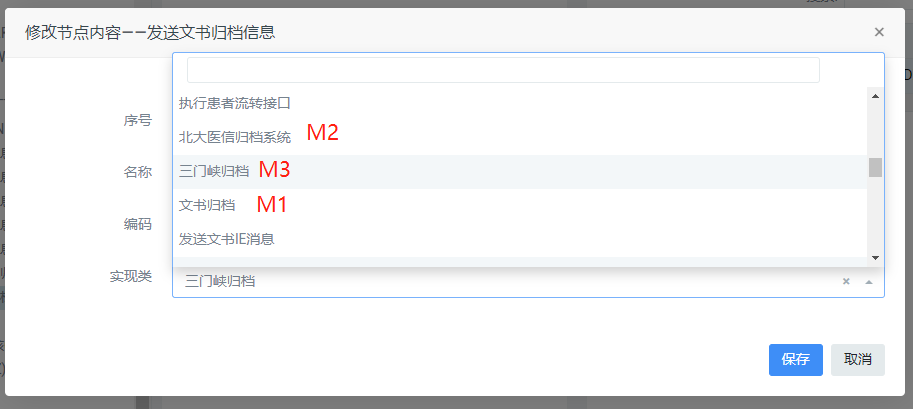 修改节点内容——发送文书归档信息
×
执行患者流转接口
序号
北大医信归档系统 M2
名称
三门峡归档 M3
文书归档 M1
编码
发送文书IE消息
实现类
三门峡归档 ×
保存 取消